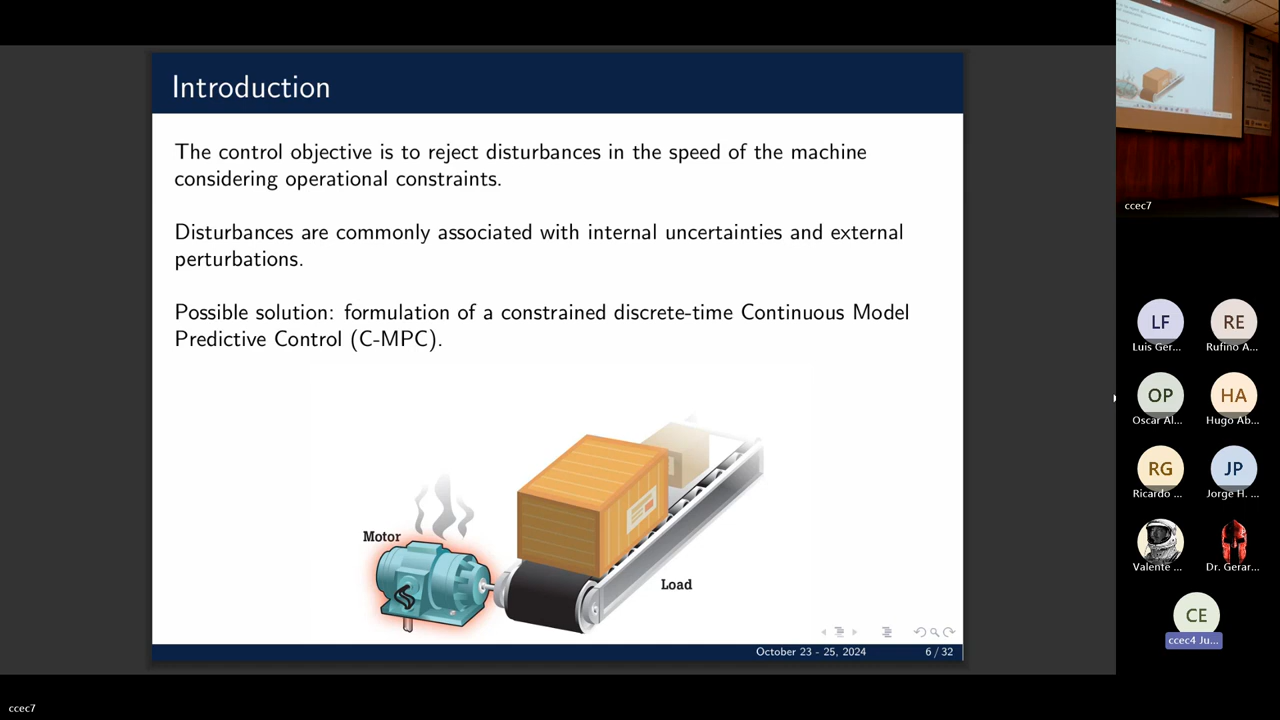 Introduction
The control objective is to reject disturbances in the speed of the machine
considering operational constraints.
Disturbances are commonly associated with internal uncertainties and external
perturbations.
Possible solution: formulation of a constrained discrete-time Continuous Model
Predictive Control (C-MPC).
Motor
Load
October 23 - 25, 2024
6 / 32
ccec7
ccec7
LF
Luis Ger...
RE
Rufino A...
OP
Oscar Al...
HA
Hugo Ab...
RG
Ricardo ...
JP
Jorge H. ...
Valente ...
Dr. Gerar...
CE
ccec4 Ju...